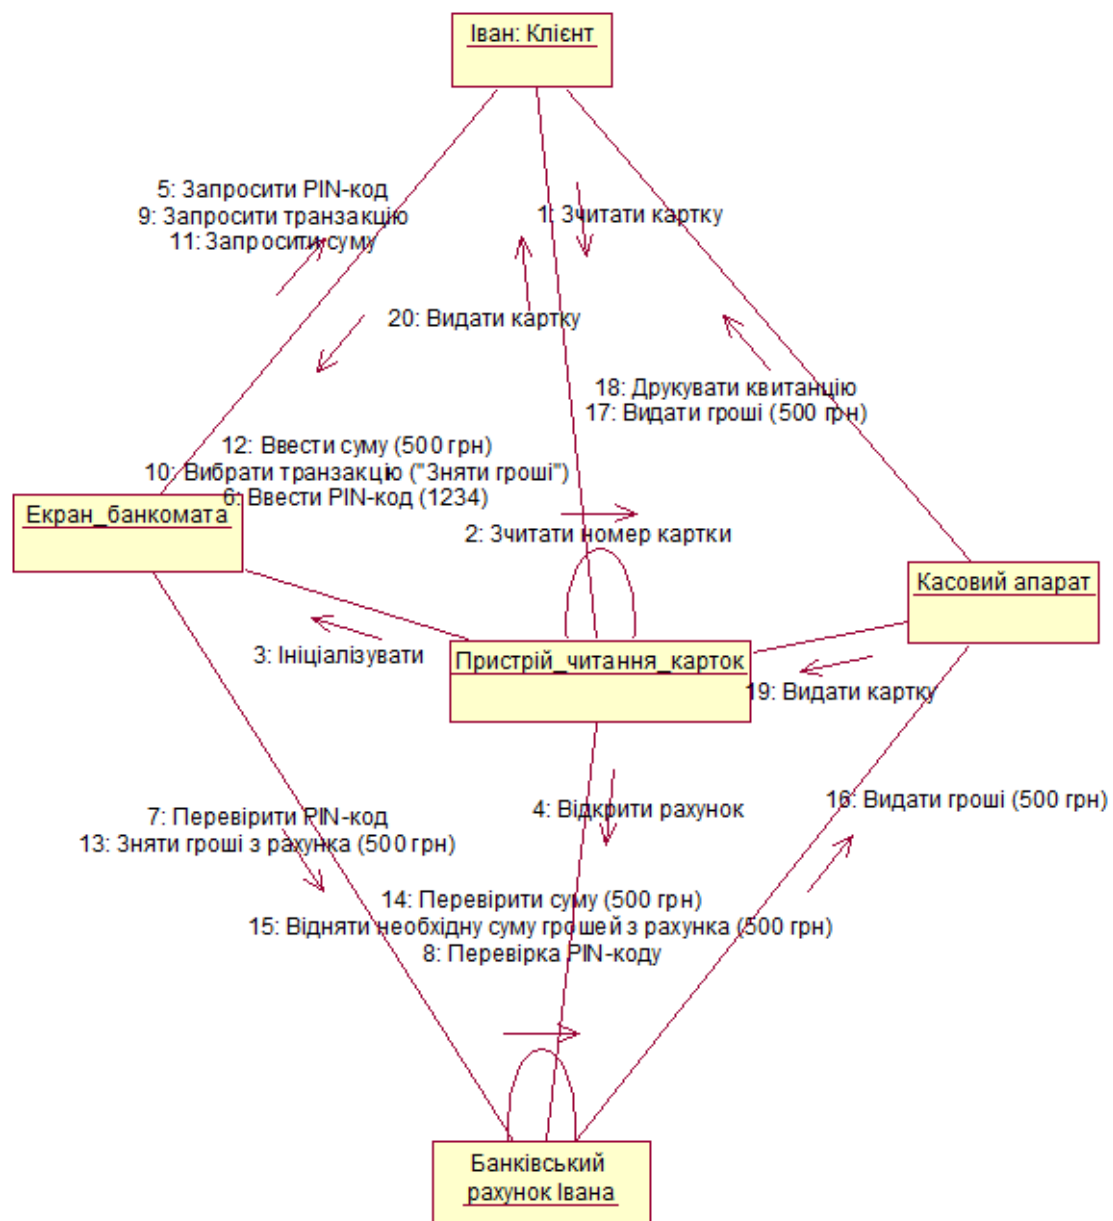 Іван: Клієнт
5: Запросити PIN-код
9: Запросити транзакцію
11: Запросити суму
1: Зчитати картку
20: Видати картку
18: Друкувати квитанцію
17: Видати гроші (500 грн)
12: Ввести суму (500 грн)
10: Вибрати транзакцію ("Зняти гроші")
6: Ввести PIN-код (1234)
Екран_банкомата
2: Зчитати номер картки
Касовий апарат
3: Ініціалізувати
Пристрій_читання_карток
19: Видати картку
7: Перевірити PIN-код
13: Зняти гроші з рахунка (500 грн)
4: Відкрити рахунок
16: Видати гроші (500 грн)
14: Перевірити суму (500 грн)
15: Відняти необхідну суму грошей з рахунка (500 грн)
8: Перевірка PIN-коду
Банківський
рахунок Івана